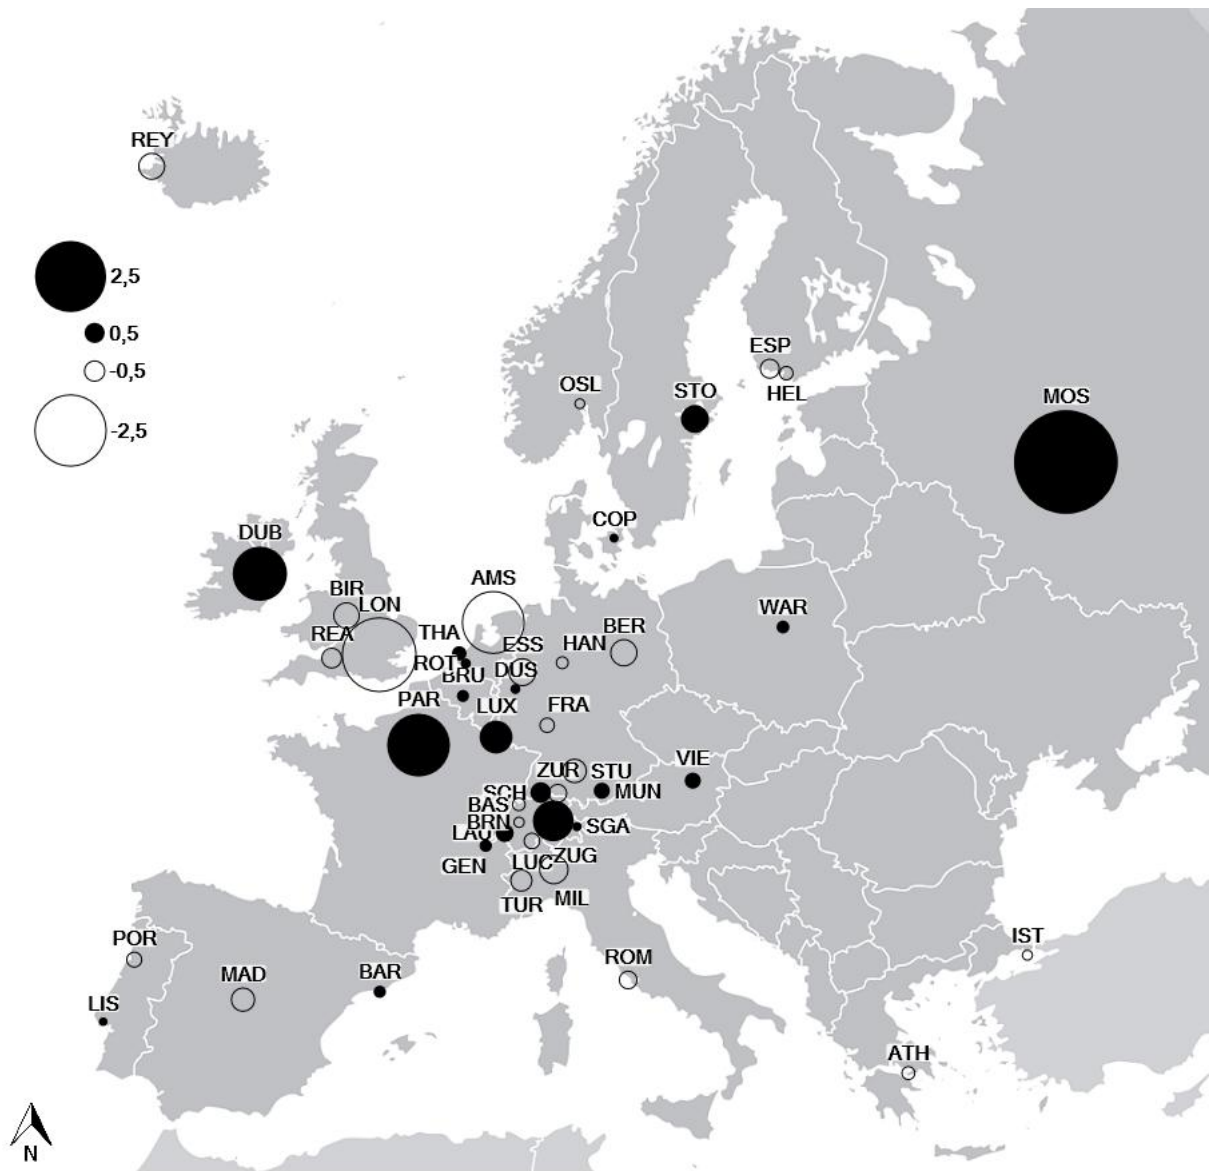 REY
2,5
0,5
-0,5
-2,5
ESP
HEL
OSL
STO
MOS
COP
DUB
AMS
BIR
LON
WAR
REA
THA
ESS
HAN
BER
ROT
DUS
BRU
PAR
LUX
FRA
VIE
ZUR
STU
SCH
MUN
BAS
BRN
SGA
LAU
GEN
LUC
ZUG
TUR
MIL
POR
IST
ROM
MAD
BAR
LIS
ATH
N